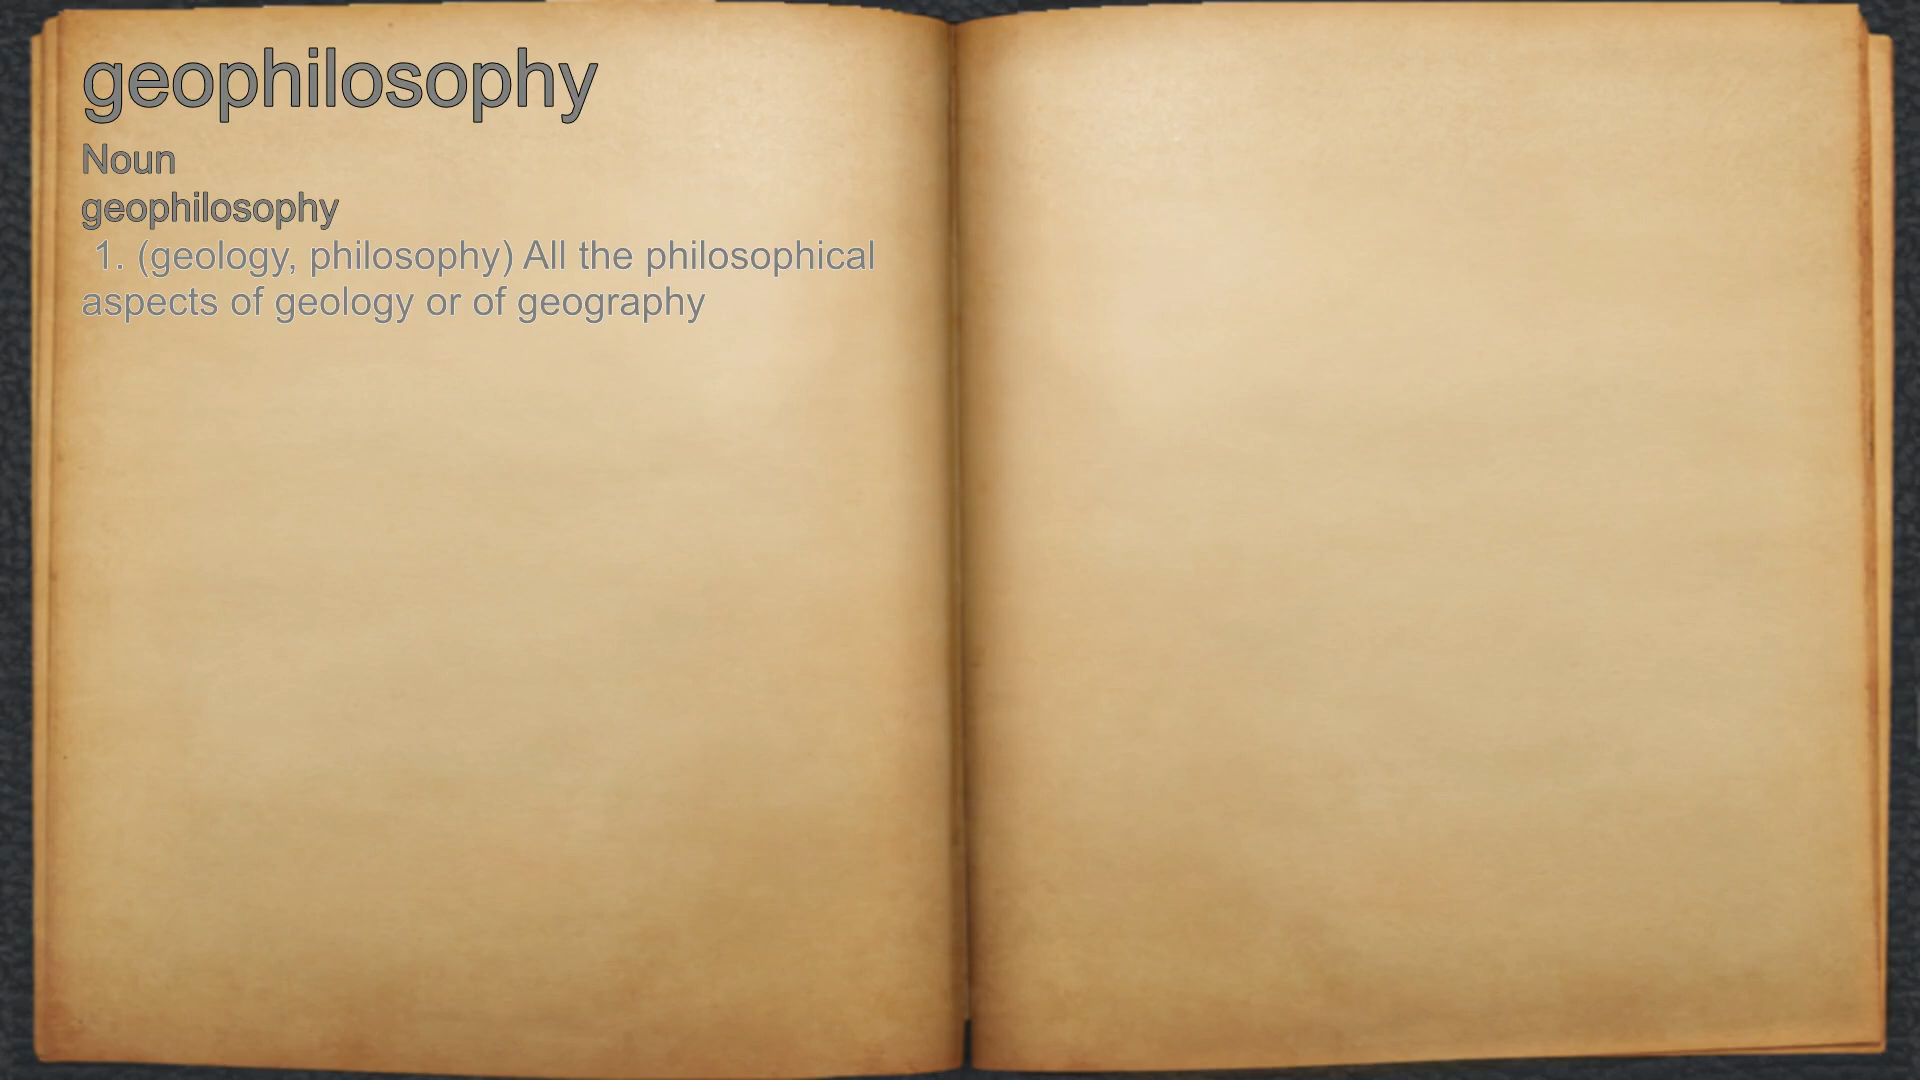 geophilosophy
Noun
geophilosophy
1. (geology, philosophy) All the philosophical
aspects of geology or of geography